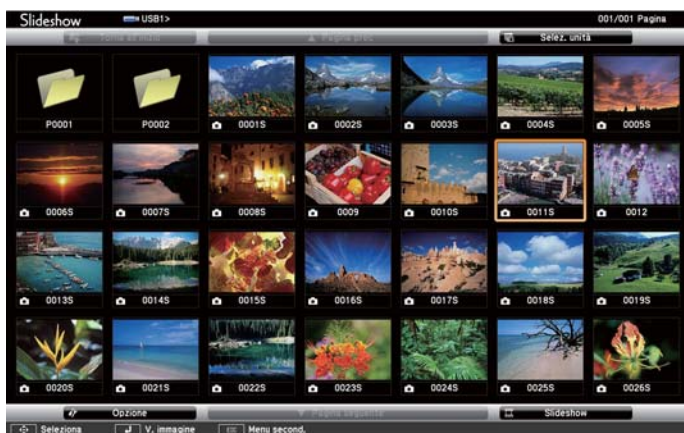 Slideshow USB1> 001/001 Pagina
Torna all'inizio Pagina prec. Selez. unità
P0001 P0002 0001S 0002S 0003S 0004S 0005S
0006S 0007S 0008S 0009 0010S 0011S 0012
0013S 0014S 0015S 0016S 0017S 0018S 0019S
0020S 0021S 0022S 0023S 0024S 0025S 0026S
Opzione Pagina seguente Slideshow
Seleziona V. immagine Menu second.